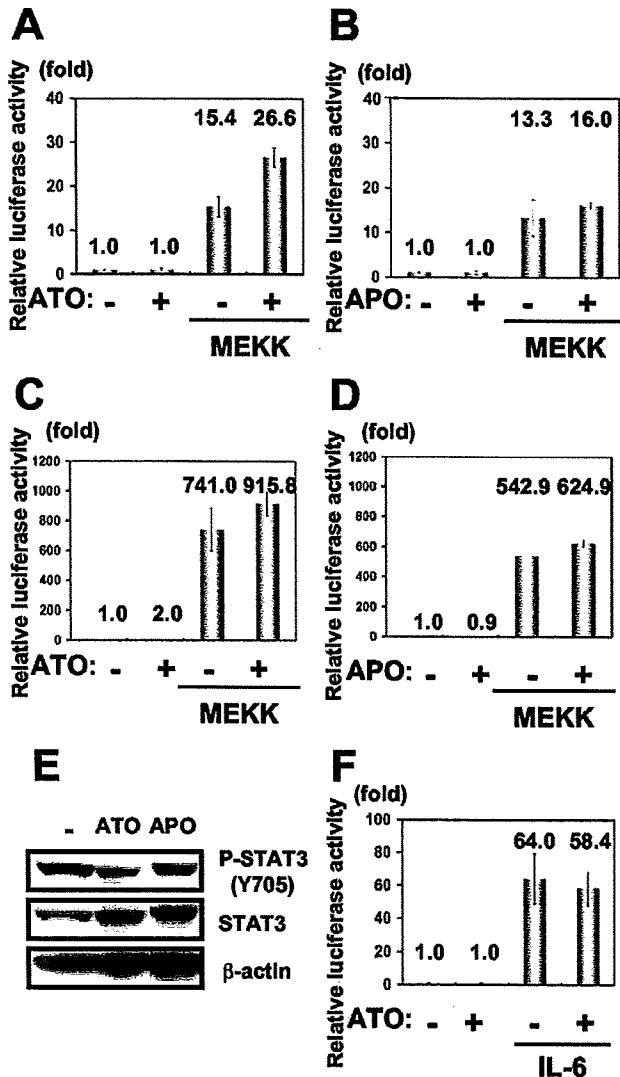 A
(fold)
Relative luciferase activity
40
30
20
10
0
15.4 26.6
1.0 1.0
ATO: - + - +
MEKK
B
(fold)
Relative luciferase activity
40
30
20
10
0
13.3 16.0
1.0 1.0
APO: - + - +
MEKK
C
(fold)
Relative luciferase activity
1200
1000
800
600
400
200
0
741.0 915.8
1.0 2.0
ATO: - + - +
MEKK
D
(fold)
Relative luciferase activity
1200
1000
800
600
400
200
0
542.9 624.9
1.0 0.9
APO: - + - +
MEKK
E
- ATO APO
P-STAT3
(Y705)
STAT3
β-actin
F
(fold)
Relative luciferase activity
100
80
60
40
20
0
64.0 58.4
1.0 1.0
ATO: - + - +
IL-6